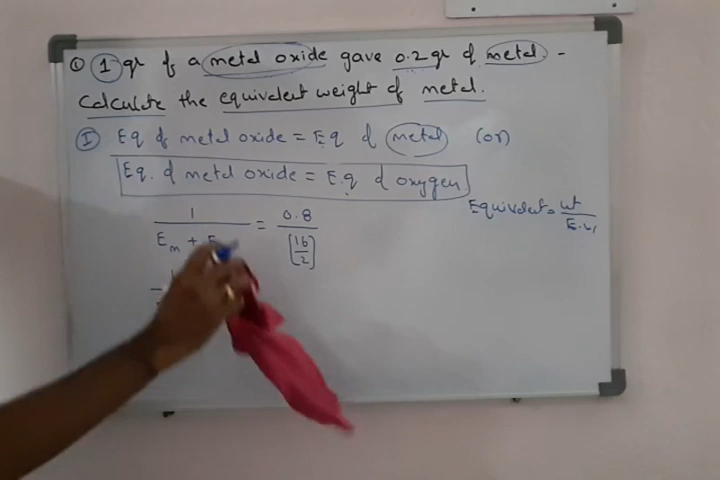 ① 1 gr of a metal oxide gave 0.2 gr of metal -
Calculate the equivalent weight of metal.
I Eq of metal oxide = Eq of metal (or)
Eq. of metal oxide = Eq. of oxygen
Equivalent = wt / E.w
1 / Em + E = 0.8 / [16/2]